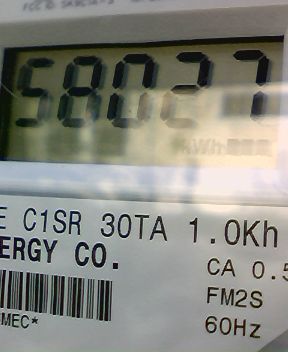 58027
kWh
E C1SR 30TA 1.0Kh
ERGY CO.
CA 0.5
FM2S
MEC*
60Hz